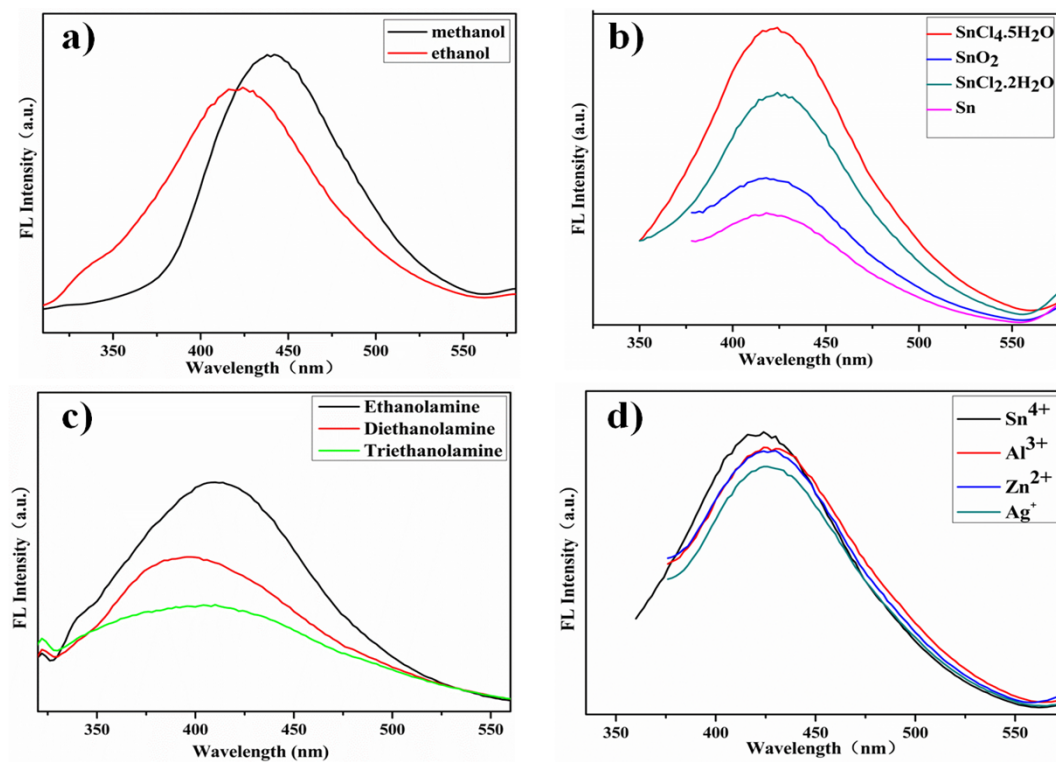 a)
methanol
ethanol
FL Intensity（a.u.）
350 400 450 500 550
Wavelength（nm）
b)
SnCl4.5H2O
SnO2
SnCl2.2H2O
Sn
FL Intensity (a.u.)
350 400 450 500 550
Wavelength (nm)
c)
Ethanolamine
Diethanolamine
Triethanolamine
FL Intensity（a.u.）
350 400 450 500 550
Wavelength (nm)
d)
Sn4+
Al3+
Zn2+
Ag+
FL Intensity（a.u.）
350 400 450 500 550
Wavelength（nm）